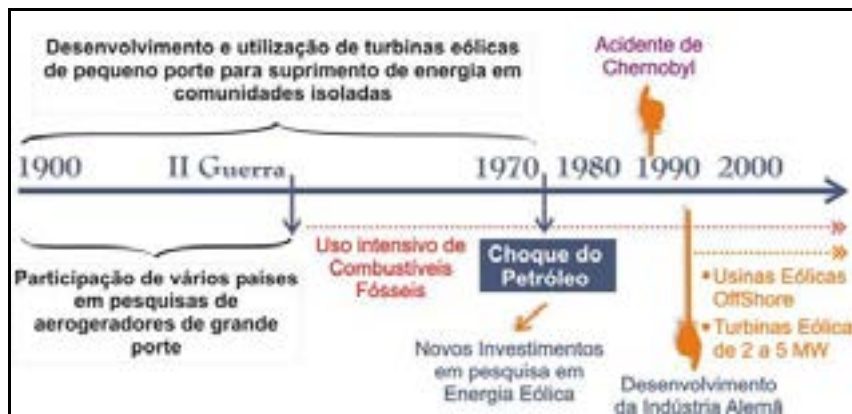 Desenvolvimento e utilização de turbinas eólicas
de pequeno porte para suprimento de energia em
comunidades isoladas
Acidente de
Chernobyl
1900 II Guerra 1970 1980 1990 2000
Participação de vários países
em pesquisas de
aerogeradores de grande
porte
Uso intensivo de
Combustíveis
Fósseis
Choque do
Petróleo
Novos Investimentos
em pesquisa em
Energia Eólica
• Usinas Eólicas
OffShore
• Turbinas Eólica
de 2 a 5 MW
Desenvolvimento
da Indústria Alemã